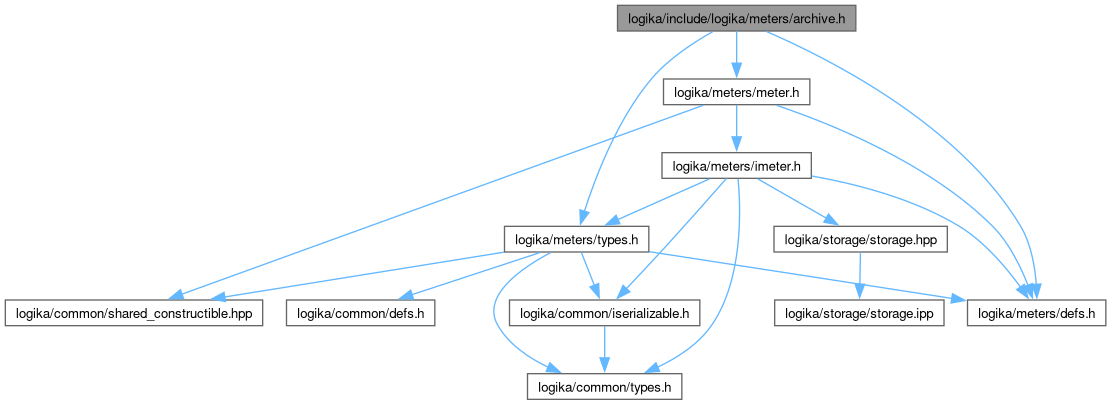 logika/include/logika/meters/archive.h
logika/meters/meter.h
logika/meters/imeter.h
logika/meters/types.h
logika/storage/storage.hpp
logika/common/shared_constructible.hpp
logika/common/defs.h
logika/common/iserializable.h
logika/storage/storage.ipp
logika/meters/defs.h
logika/common/types.h